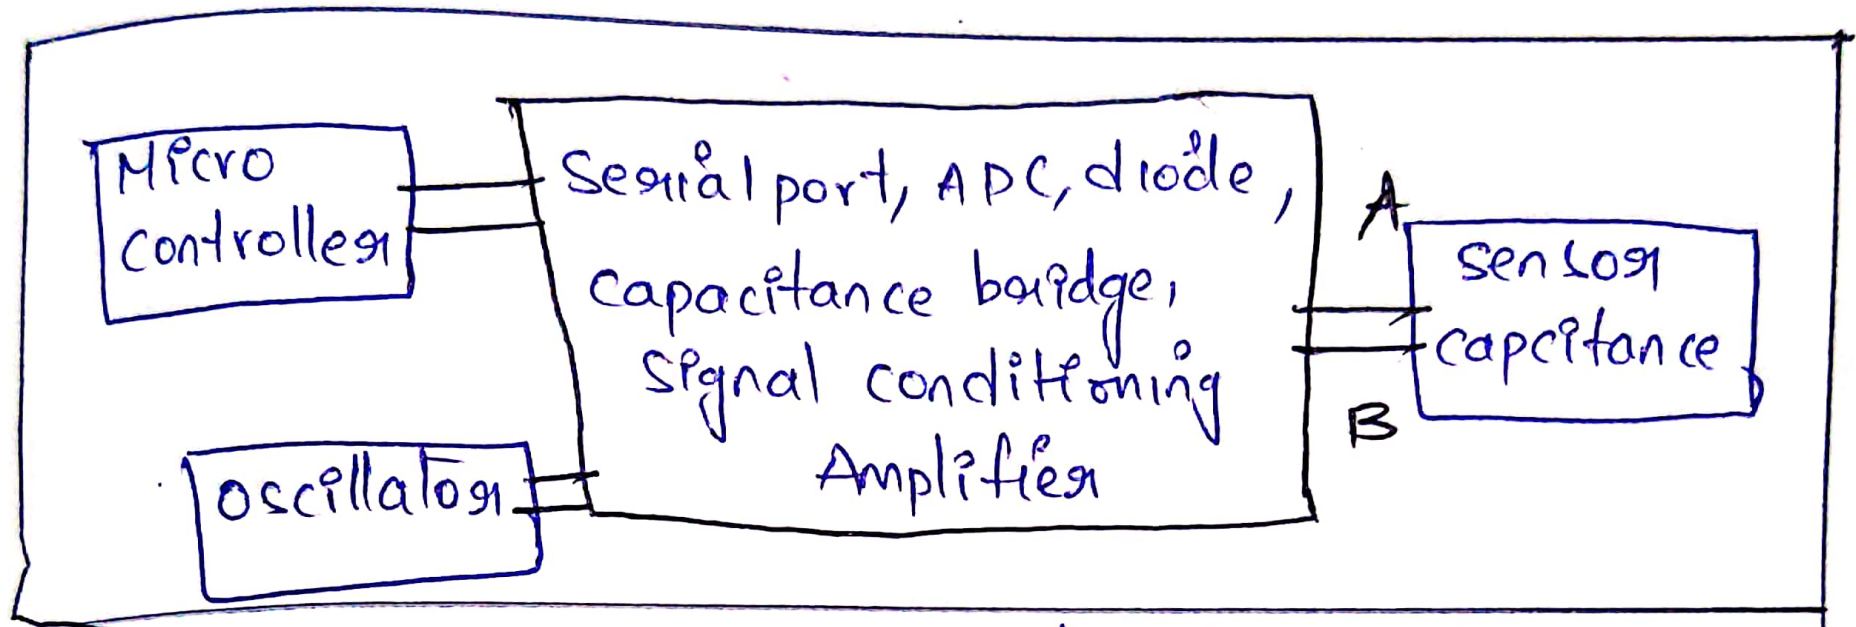 Micro
controller
Serial port, ADC, diode,
capacitance bridge,
signal conditioning
Amplifier
oscillator
A
sensor
capcitance
B